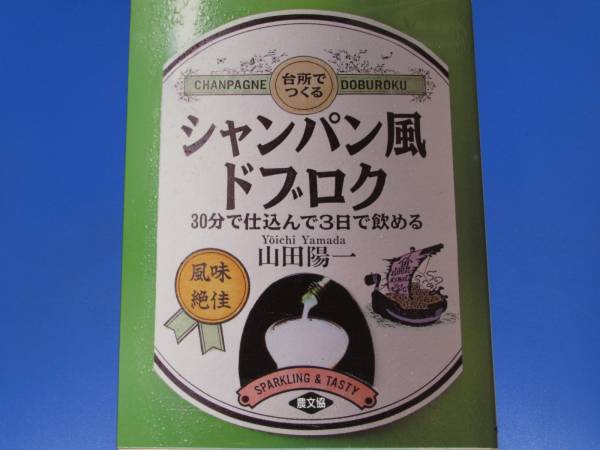 台所で
つくる
CHANPAGNE DOBUROKU
シャンパン風
ドブロク
30分で仕込んで3日で飲める
Yōichi Yamada
山田陽一
風味
絶佳
SPARKLING & TASTY
農文協